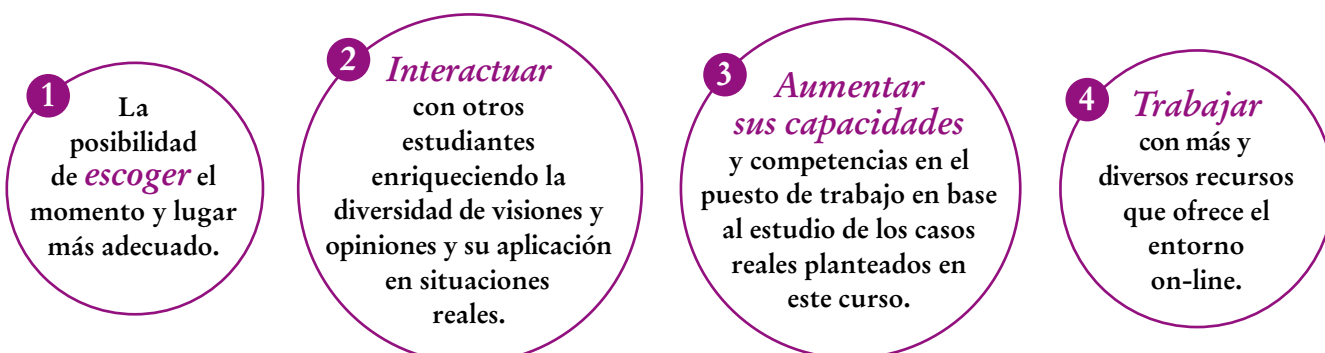 1
La
posibilidad
de escoger el
momento y lugar
más adecuado.
2
Interactuar
con otros
estudiantes
enriqueciendo la
diversidad de visiones y
opiniones y su aplicación
en situaciones
reales.
3
Aumentar
sus capacidades
y competencias en el
puesto de trabajo en base
al estudio de los casos
reales planteados en
este curso.
4
Trabajar
con más y
diversos recursos
que ofrece el
entorno
on-line.